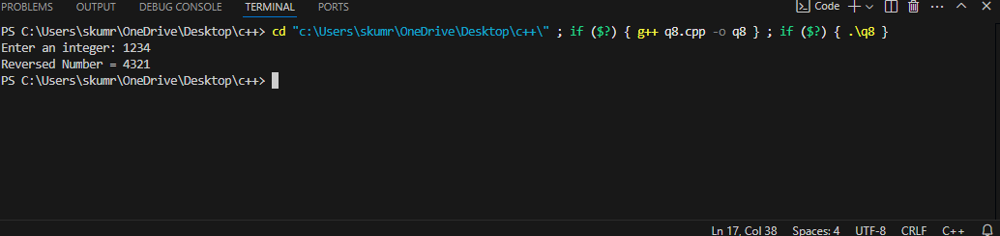 PROBLEMS OUTPUT DEBUG CONSOLE TERMINAL PORTS Code
PS C:\Users\skumr\OneDrive\Desktop\c++> cd "c:\Users\skumr\OneDrive\Desktop\c++\" ; if ($?) { g++ q8.cpp -o q8 } ; if ($?) { .\q8 }
Enter an integer: 1234
Reversed Number = 4321
PS C:\Users\skumr\OneDrive\Desktop\c++>
Ln 17, Col 38 Spaces: 4 UTF-8 CRLF C++